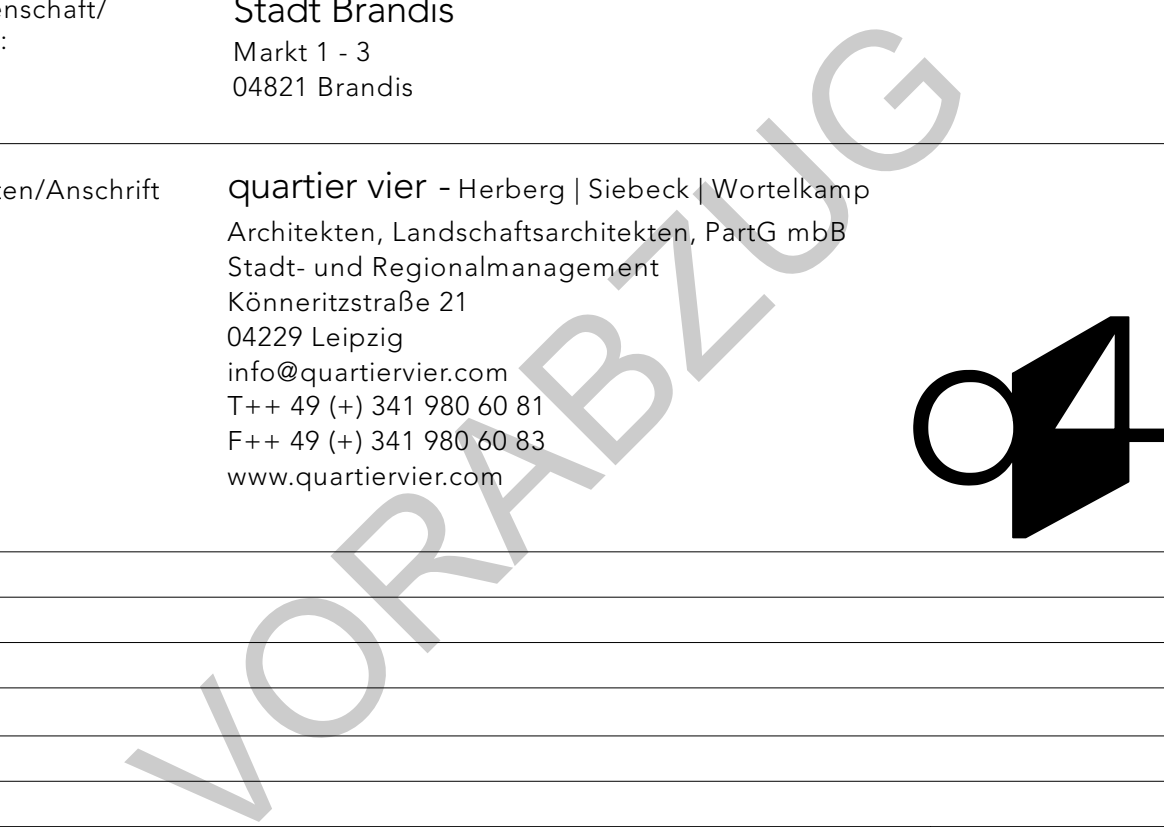 enschaft/
:
Stadt Brandis
Markt 1 - 3
04821 Brandis
ten/Anschrift
quartier vier - Herberg | Siebeck | Wortelkamp
Architekten, Landschaftsarchitekten, PartG mbB
Stadt- und Regionalmanagement
Könneritzstraße 21
04229 Leipzig
info@quartiervier.com
T++ 49 (+) 341 980 60 81
F++ 49 (+) 341 980 60 83
www.quartiervier.com
q4
VORABZUG